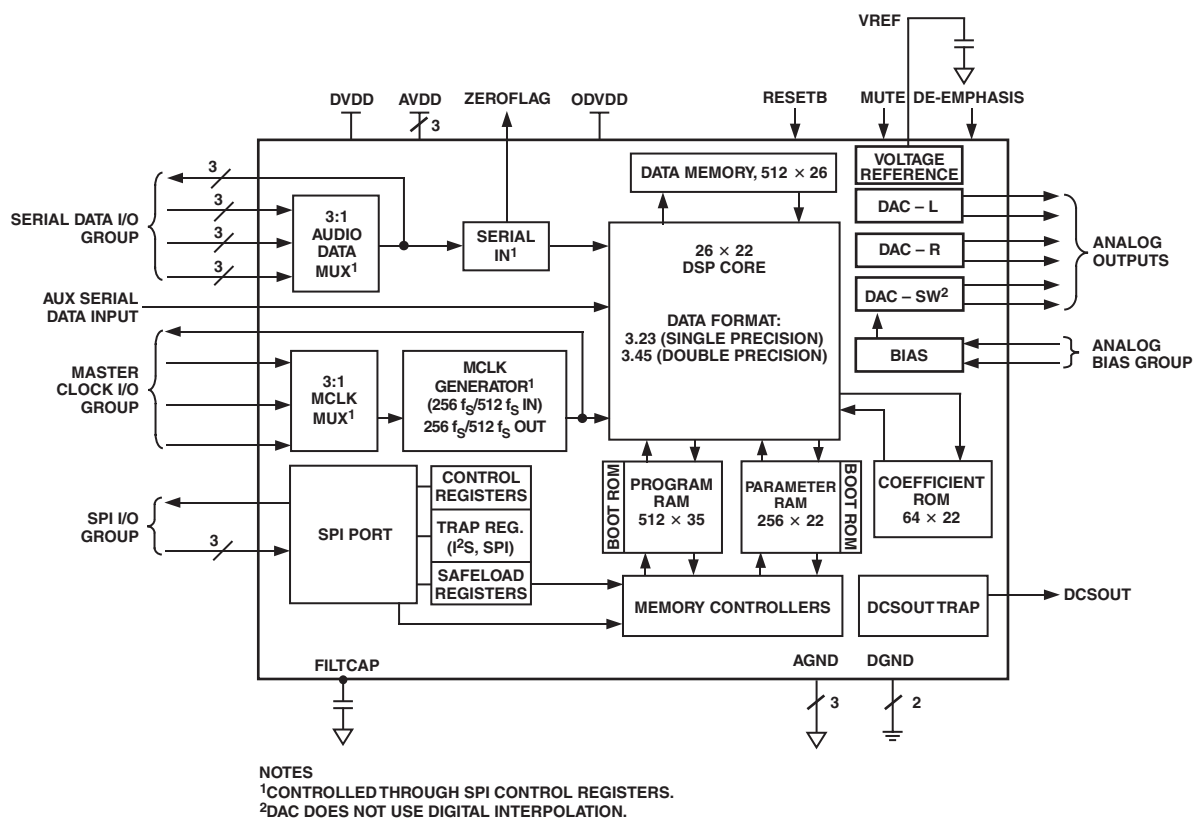 VREF
DVDD
AVDD
3
ZEROFLAG
ODVDD
RESETB
MUTE
DE-EMPHASIS
SERIAL DATA I/O
GROUP
3
3
3
3
3:1
AUDIO
DATA
MUX1
SERIAL
IN1
DATA MEMORY, 512 × 26
26 × 22
DSP CORE
DATA FORMAT:
3.23 (SINGLE PRECISION)
3.45 (DOUBLE PRECISION)
VOLTAGE
REFERENCE
DAC – L
DAC – R
DAC – SW2
BIAS
ANALOG
OUTPUTS
ANALOG
BIAS GROUP
AUX SERIAL
DATA INPUT
MASTER
CLOCK I/O
GROUP
3:1
MCLK
MUX1
MCLK
GENERATOR1
(256 fS/512 fS IN)
256 fS/512 fS OUT
SPI I/O
GROUP
3
SPI PORT
CONTROL
REGISTERS
TRAP REG.
(I2S, SPI)
SAFELOAD
REGISTERS
BOOT ROM
PROGRAM
RAM
512 × 35
PARAMETER
RAM
256 × 22
BOOT ROM
COEFFICIENT
ROM
64 × 22
MEMORY CONTROLLERS
DCSOUT TRAP
DCSOUT
FILTCAP
AGND
3
DGND
2
NOTES
1CONTROLLED THROUGH SPI CONTROL REGISTERS.
2DAC DOES NOT USE DIGITAL INTERPOLATION.